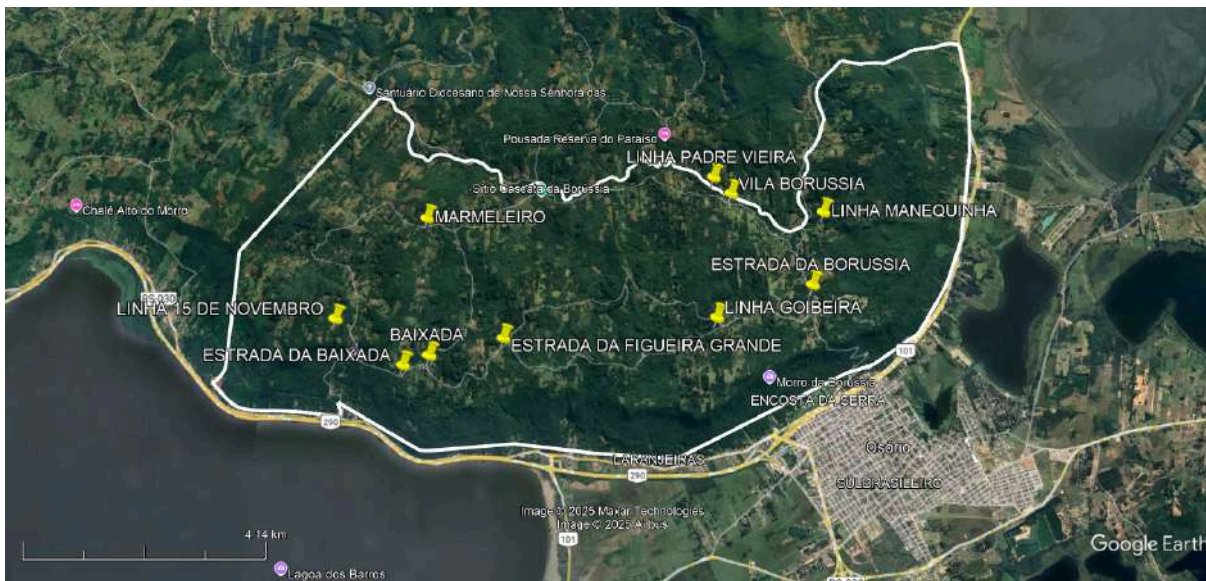 Santuário Diocesano de Nossa Senhora das
Pousada Reserva do Paraíso
LINHA PADRE VIEIRA
VILA BORUSSIA
Sítio Cascata da Borússia
Chalé Alto do Morro
MARMELEIRO
LINHA MANEQUINHA
ESTRADA DA BORUSSIA
LINHA 15 DE NOVEMBRO
LINHA GOIBEIRA
BAIXADA
ESTRADA DA FIGUEIRA GRANDE
ESTRADA DA BAIXADA
101
Morro da Borússia
ENCOSTA DA SERRA
290
Osório
LARANJEIRAS
290
SULBRASILEIRO
Image © 2025 Maxar Technologies
Image © 2025 Airbus
101
4.14 km
Google Earth
Lagoa dos Barros